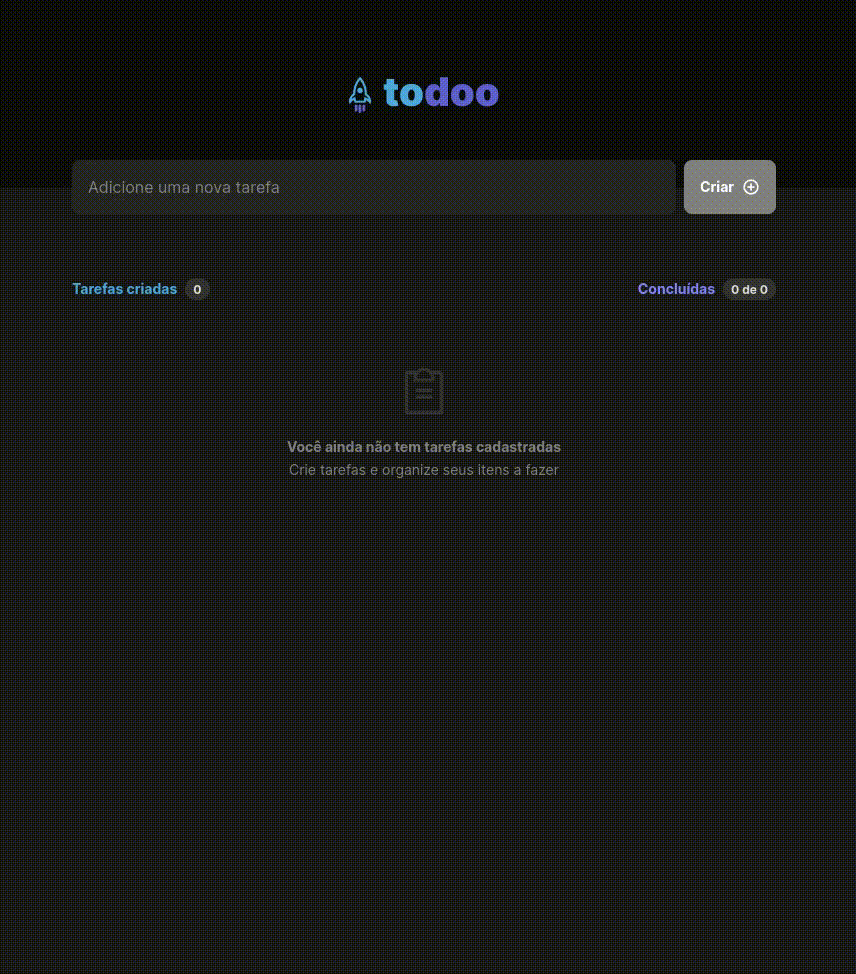 todoo
Adicione uma nova tarefa
Criar
Tarefas criadas 0
Concluídas 0 de 0
Você ainda não tem tarefas cadastradas
Crie tarefas e organize seus itens a fazer